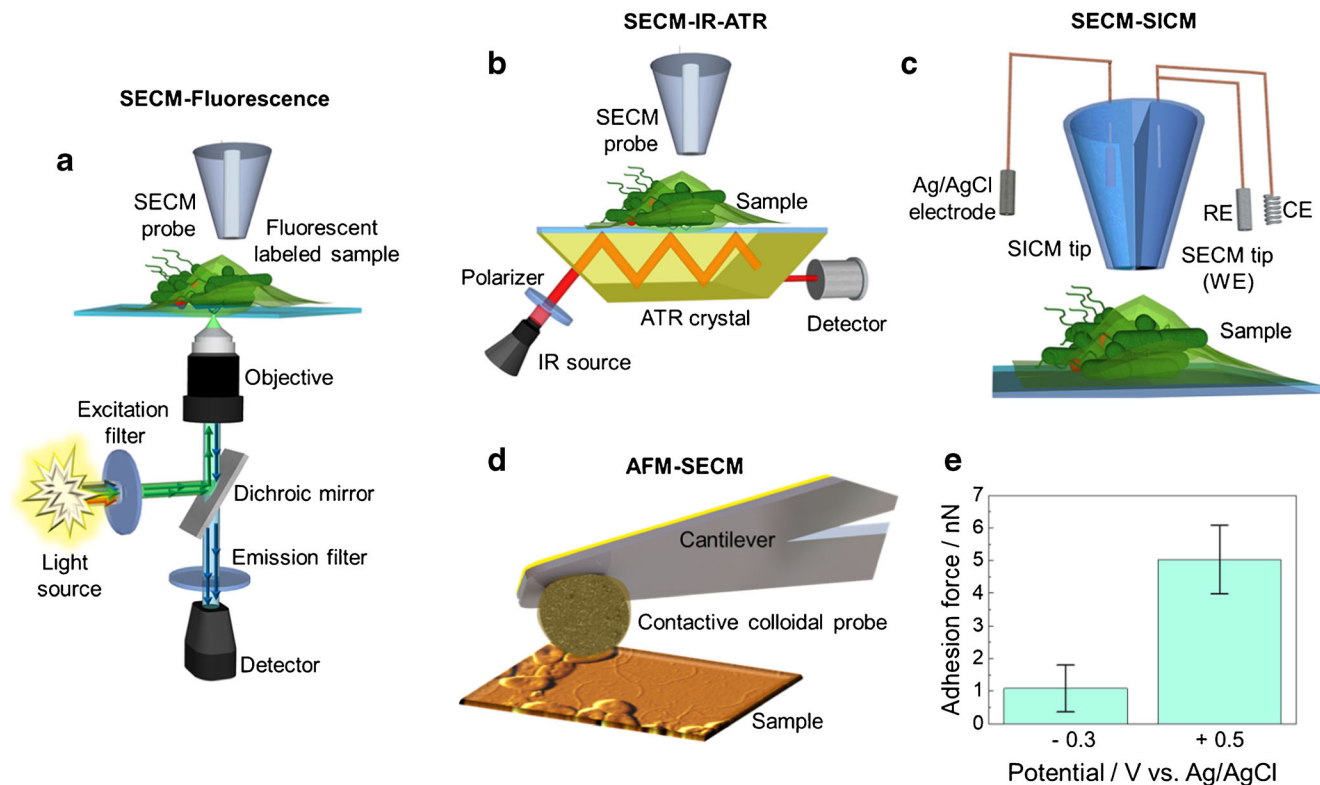 SECM-Fluorescence
a
SECM
probe
Fluorescent
labeled sample
Objective
Excitation
filter
Dichroic mirror
Light
source
Emission filter
Detector
SECM-IR-ATR
b
SECM
probe
Sample
Polarizer
ATR crystal
IR source
Detector
SECM-SICM
c
Ag/AgCl
electrode
RE
CE
SICM tip
SECM tip
(WE)
Sample
d
AFM-SECM
Cantilever
Contactive colloidal probe
Sample
e
Adhesion force / nN
7
6
5
4
3
2
1
0
- 0.3
+ 0.5
Potential / V vs. Ag/AgCl